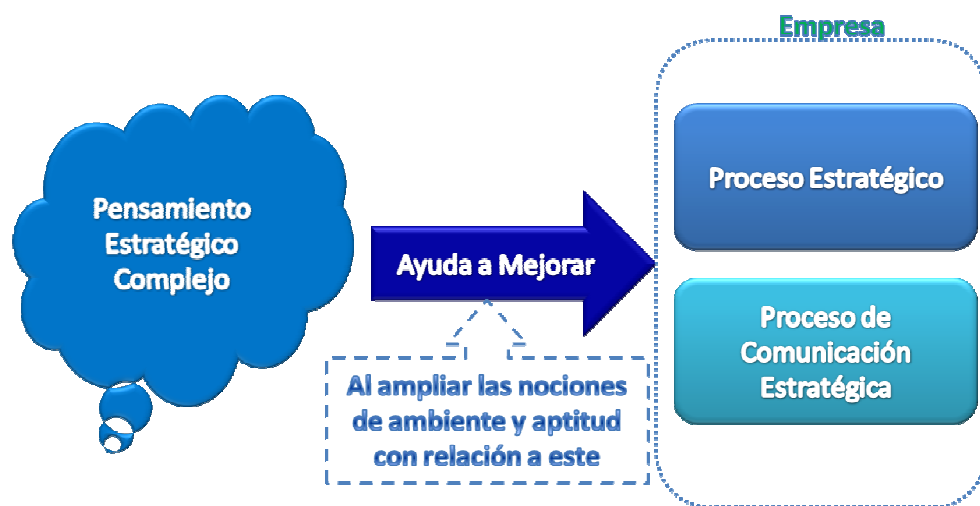 Empresa
Pensamiento
Estratégico
Complejo
Ayuda a Mejorar
Al ampliar las nociones
de ambiente y aptitud
con relación a este
Proceso Estratégico
Proceso de
Comunicación
Estratégica